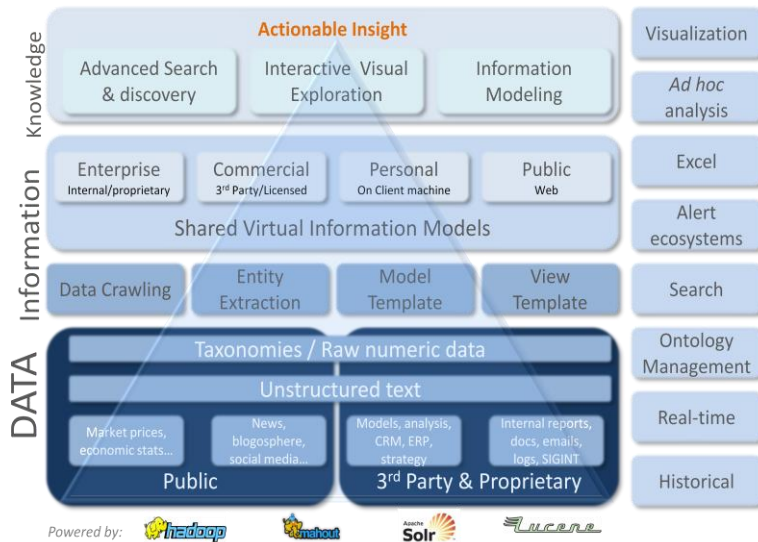 Knowledge
Actionable Insight
Advanced Search
& discovery
Interactive Visual
Exploration
Information
Modeling
Information
Enterprise
Internal/proprietary
Commercial
3rd Party/Licensed
Personal
On Client machine
Public
Web
Shared Virtual Information Models
Data Crawling
Entity
Extraction
Model
Template
View
Template
DATA
Taxonomies / Raw numeric data
Unstructured text
Market prices,
economic stats...
News,
blogosphere,
social media...
Models, analysis,
CRM, ERP,
strategy
Internal reports,
docs, emails,
logs, SIGINT
Public
3rd Party & Proprietary
Visualization
Ad hoc
analysis
Excel
Alert
ecosystems
Search
Ontology
Management
Real-time
Historical
Powered by:
hadoop
mahout
Apache
Solr
Lucene